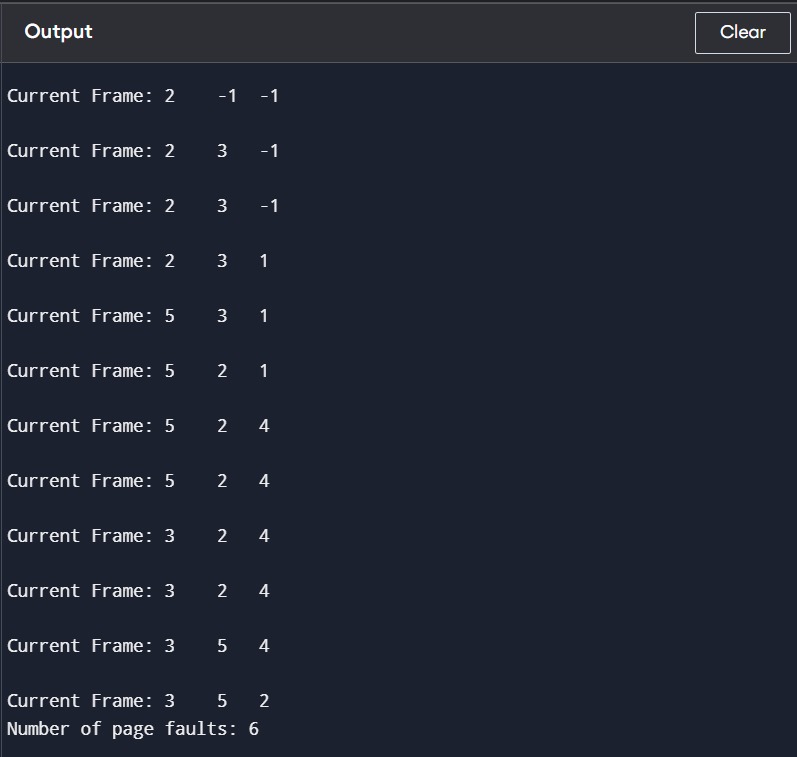 Output
Clear
Current Frame: 2    -1  -1
Current Frame: 2    3   -1
Current Frame: 2    3   -1
Current Frame: 2    3   1
Current Frame: 5    3   1
Current Frame: 5    2   1
Current Frame: 5    2   4
Current Frame: 5    2   4
Current Frame: 3    2   4
Current Frame: 3    2   4
Current Frame: 3    5   4
Current Frame: 3    5   2
Number of page faults: 6